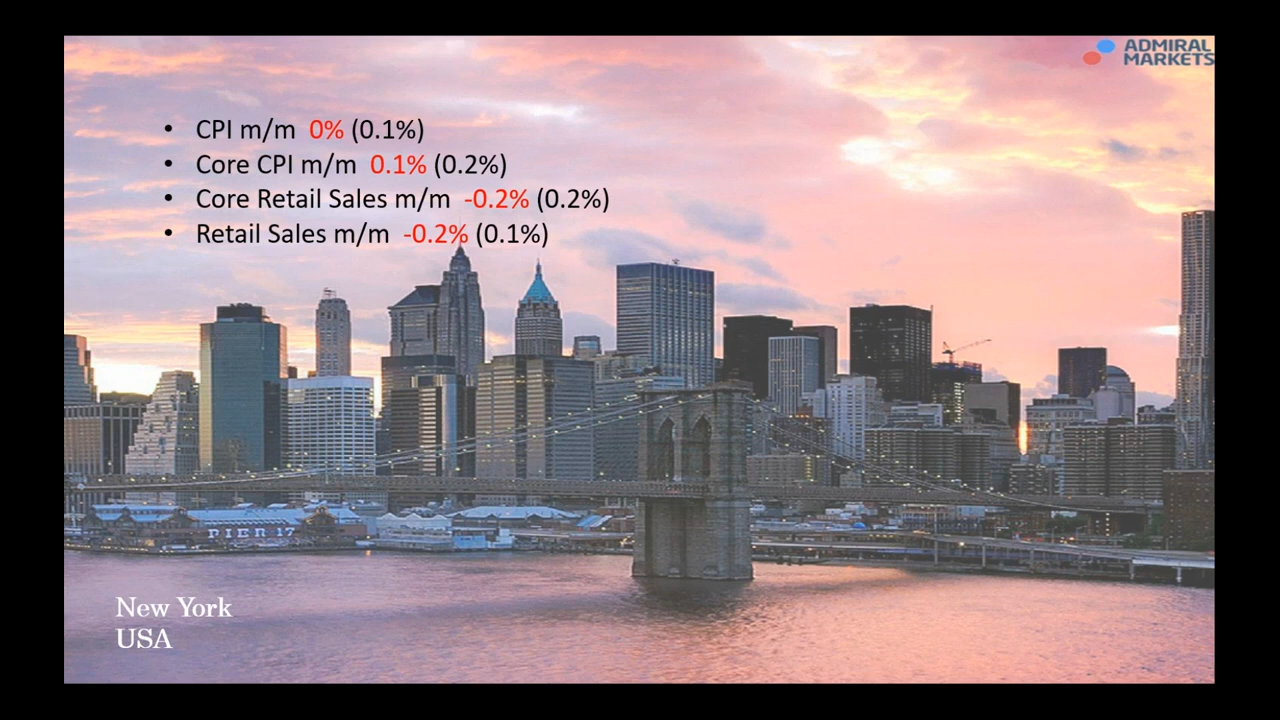 ADMIRAL
MARKETS
• CPI m/m 0% (0.1%)
• Core CPI m/m 0.1% (0.2%)
• Core Retail Sales m/m -0.2% (0.2%)
• Retail Sales m/m -0.2% (0.1%)
PIER 17
New York
USA